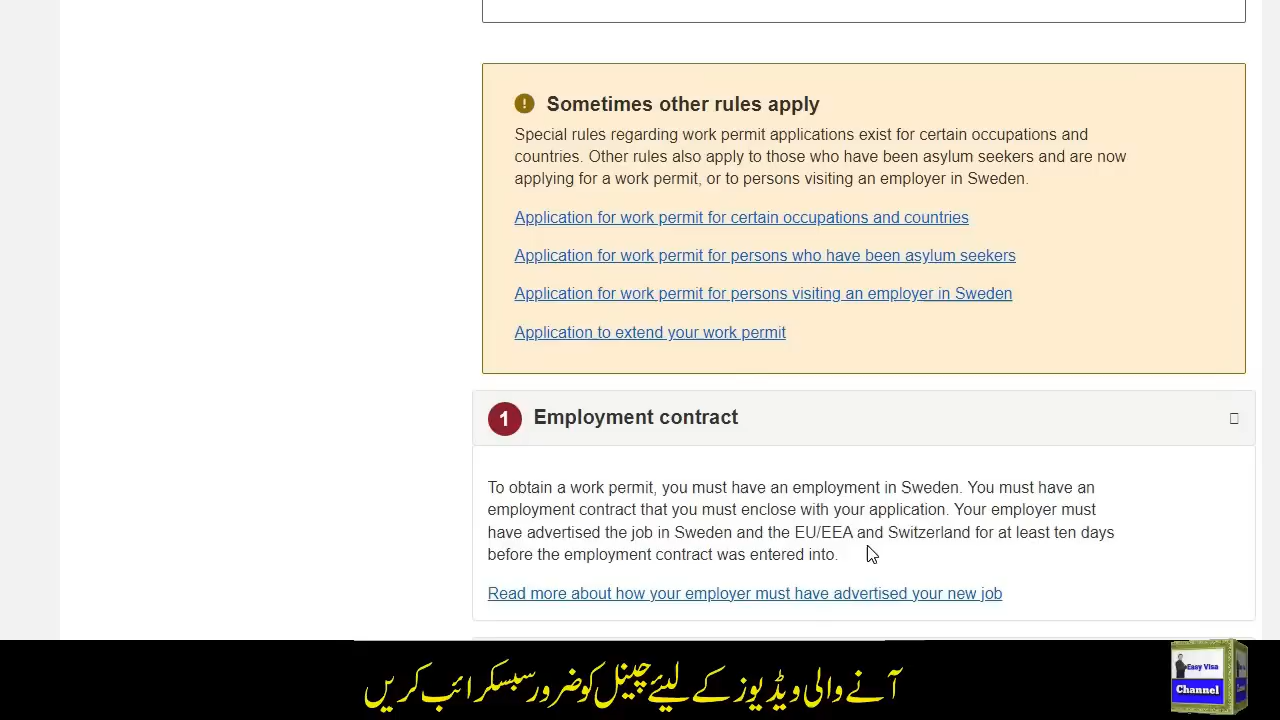 Sometimes other rules apply
Special rules regarding work permit applications exist for certain occupations and
countries. Other rules also apply to those who have been asylum seekers and are now
applying for a work permit, or to persons visiting an employer in Sweden.
Application for work permit for certain occupations and countries
Application for work permit for persons who have been asylum seekers
Application for work permit for persons visiting an employer in Sweden
Application to extend your work permit
1 Employment contract
To obtain a work permit, you must have an employment in Sweden. You must have an
employment contract that you must enclose with your application. Your employer must
have advertised the job in Sweden and the EU/EEA and Switzerland for at least ten days
before the employment contract was entered into.
Read more about how your employer must have advertised your new job
آنے والی ویڈیوز کے لیئے چینل کو ضرور سبسکرائب کریں
Easy Visa
Channel